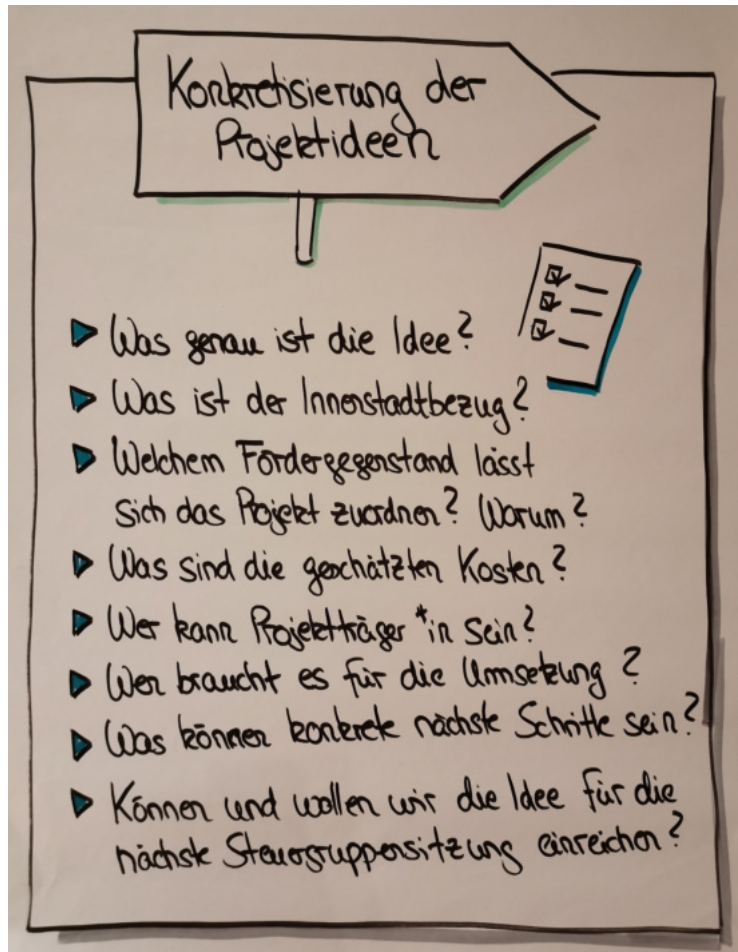 Konkretisierung der
Projektideen
Was genau ist die Idee?
Was ist der Innenstadtbezug?
Welchem Fördergegenstand lässt
sich das Projekt zuordnen? Warum?
Was sind die geschätzten Kosten?
Wer kann Projektträger*in sein?
Wen braucht es für die Umsetzung?
Was können konkrete nächste Schritte sein?
Können und wollen wir die Idee für die
nächste Steuergruppensitzung einreichen?